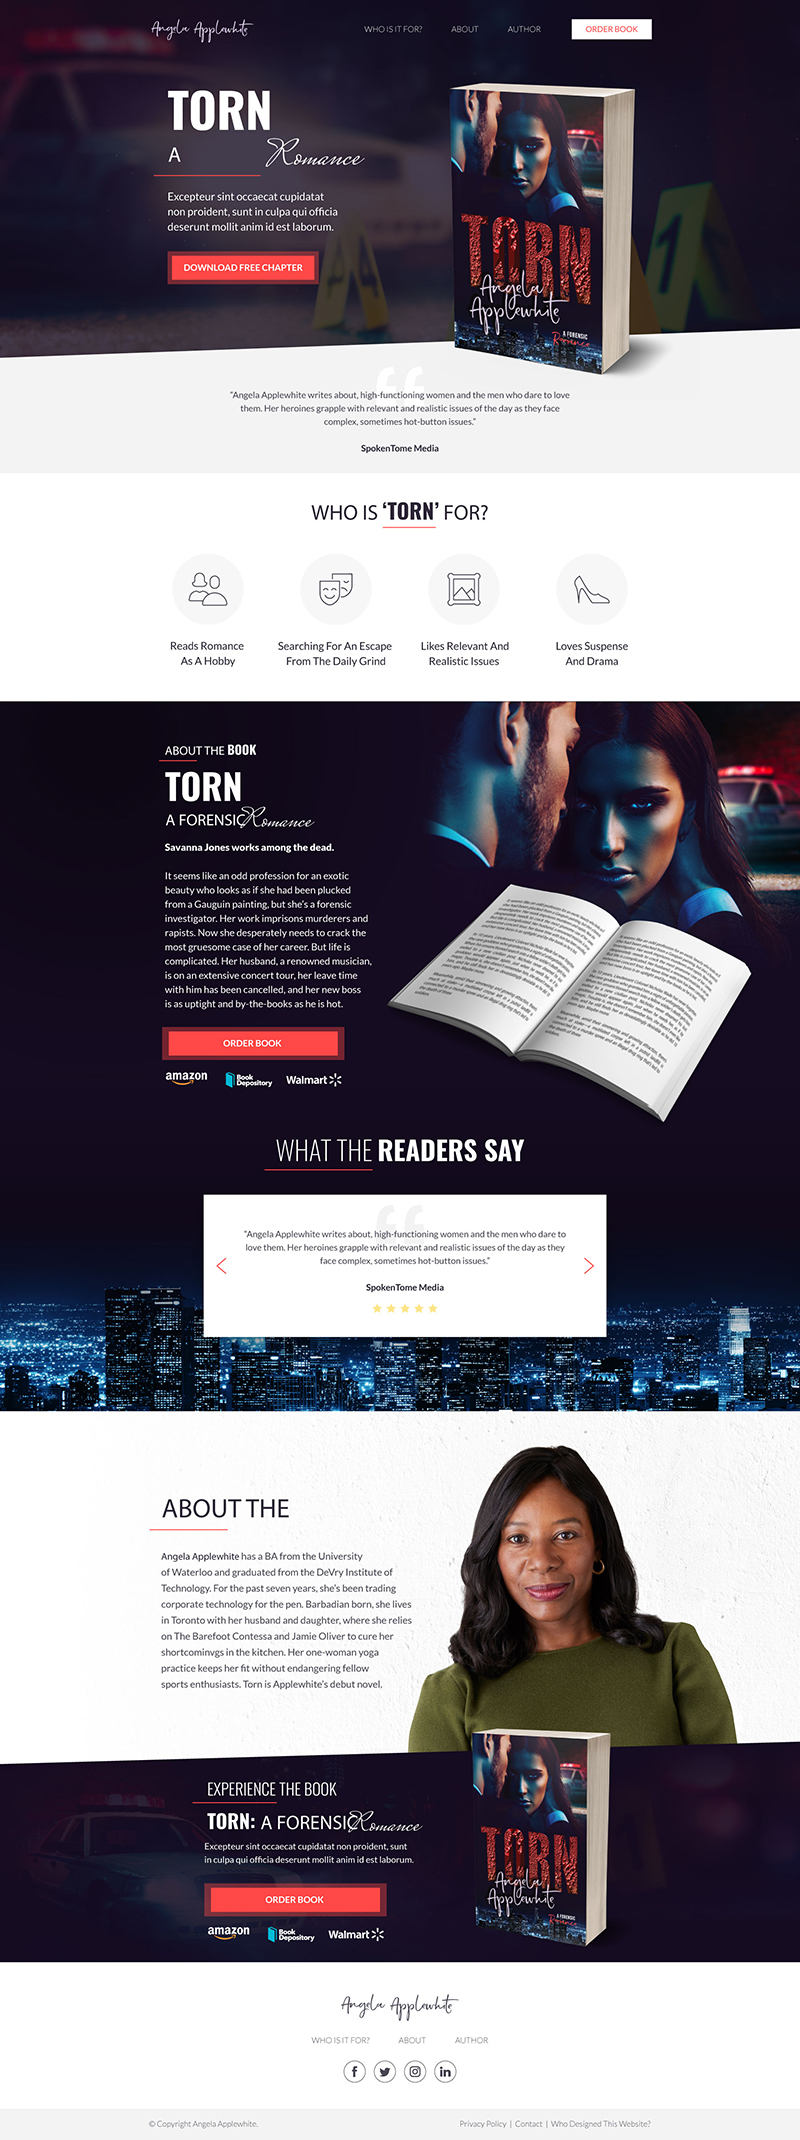 Angela Applewhite
WHO IS IT FOR? ABOUT AUTHOR ORDER BOOK
TORN
A Romance
Excepteur sint occaecat cupidatat
non proident, sunt in culpa qui officia
deserunt mollit anim id est laborum.
DOWNLOAD FREE CHAPTER
TORN
Angela
Applewhite
A FORENSIC
Romance
“Angela Applewhite writes about, high-functioning women and the men who dare to love
them. Her heroines grapple with relevant and realistic issues of the day as they face
complex, sometimes hot-button issues.”
SpokenTome Media
WHO IS ‘TORN’ FOR?
Reads Romance
As A Hobby
Searching For An Escape
From The Daily Grind
Likes Relevant And
Realistic Issues
Loves Suspense
And Drama
ABOUT THE BOOK
TORN
A FORENSIC Romance
Savanna Jones works among the dead.
It seems like an odd profession for an exotic
beauty who looks as if she had been plucked
from a Gauguin painting, but she’s a forensic
investigator. Her work imprisons murderers and
rapists. Now she desperately needs to crack the
most gruesome case of her career. But life is
complicated. Her husband, a renowned musician,
is on an extensive concert tour, her leave time
with him has been cancelled, and her new boss
is as uptight and by-the-books as he is hot.
ORDER BOOK
amazon Book Depository Walmart
WHAT THE READERS SAY
“Angela Applewhite writes about, high-functioning women and the men who dare to
love them. Her heroines grapple with relevant and realistic issues of the day as they
face complex, sometimes hot-button issues.”
SpokenTome Media
ABOUT THE
Angela Applewhite has a BA from the University
of Waterloo and graduated from the DeVry Institute of
Technology. For the past seven years, she’s been trading
corporate technology for the pen. Barbadian born, she lives
in Toronto with her husband and daughter, where she relies
on The Barefoot Contessa and Jamie Oliver to cure her
shortcominvgs in the kitchen. Her one-woman yoga
practice keeps her fit without endangering fellow
sports enthusiasts. Torn is Applewhite’s debut novel.
EXPERIENCE THE BOOK
TORN: A FORENSIC Romance
Excepteur sint occaecat cupidatat non proident, sunt
in culpa qui officia deserunt mollit anim id est laborum.
ORDER BOOK
amazon Book Depository Walmart
TORN
Angela
Applewhite
A FORENSIC
Romance
Angela Applewhite
WHO IS IT FOR? ABOUT AUTHOR
© Copyright Angela Applewhite. Privacy Policy | Contact | Who Designed This Website?